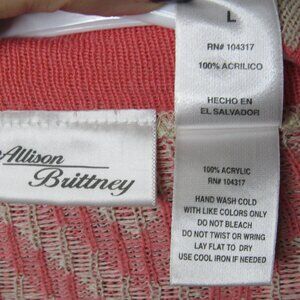 Allison
Brittney
L
RN# 104317
100% ACRILICO
HECHO EN
EL SALVADOR
100% ACRYLIC
RN# 104317
HAND WASH COLD
WITH LIKE COLORS ONLY
DO NOT BLEACH
DO NOT TWIST OR WRING
LAY FLAT TO DRY
USE COOL IRON IF NEEDED